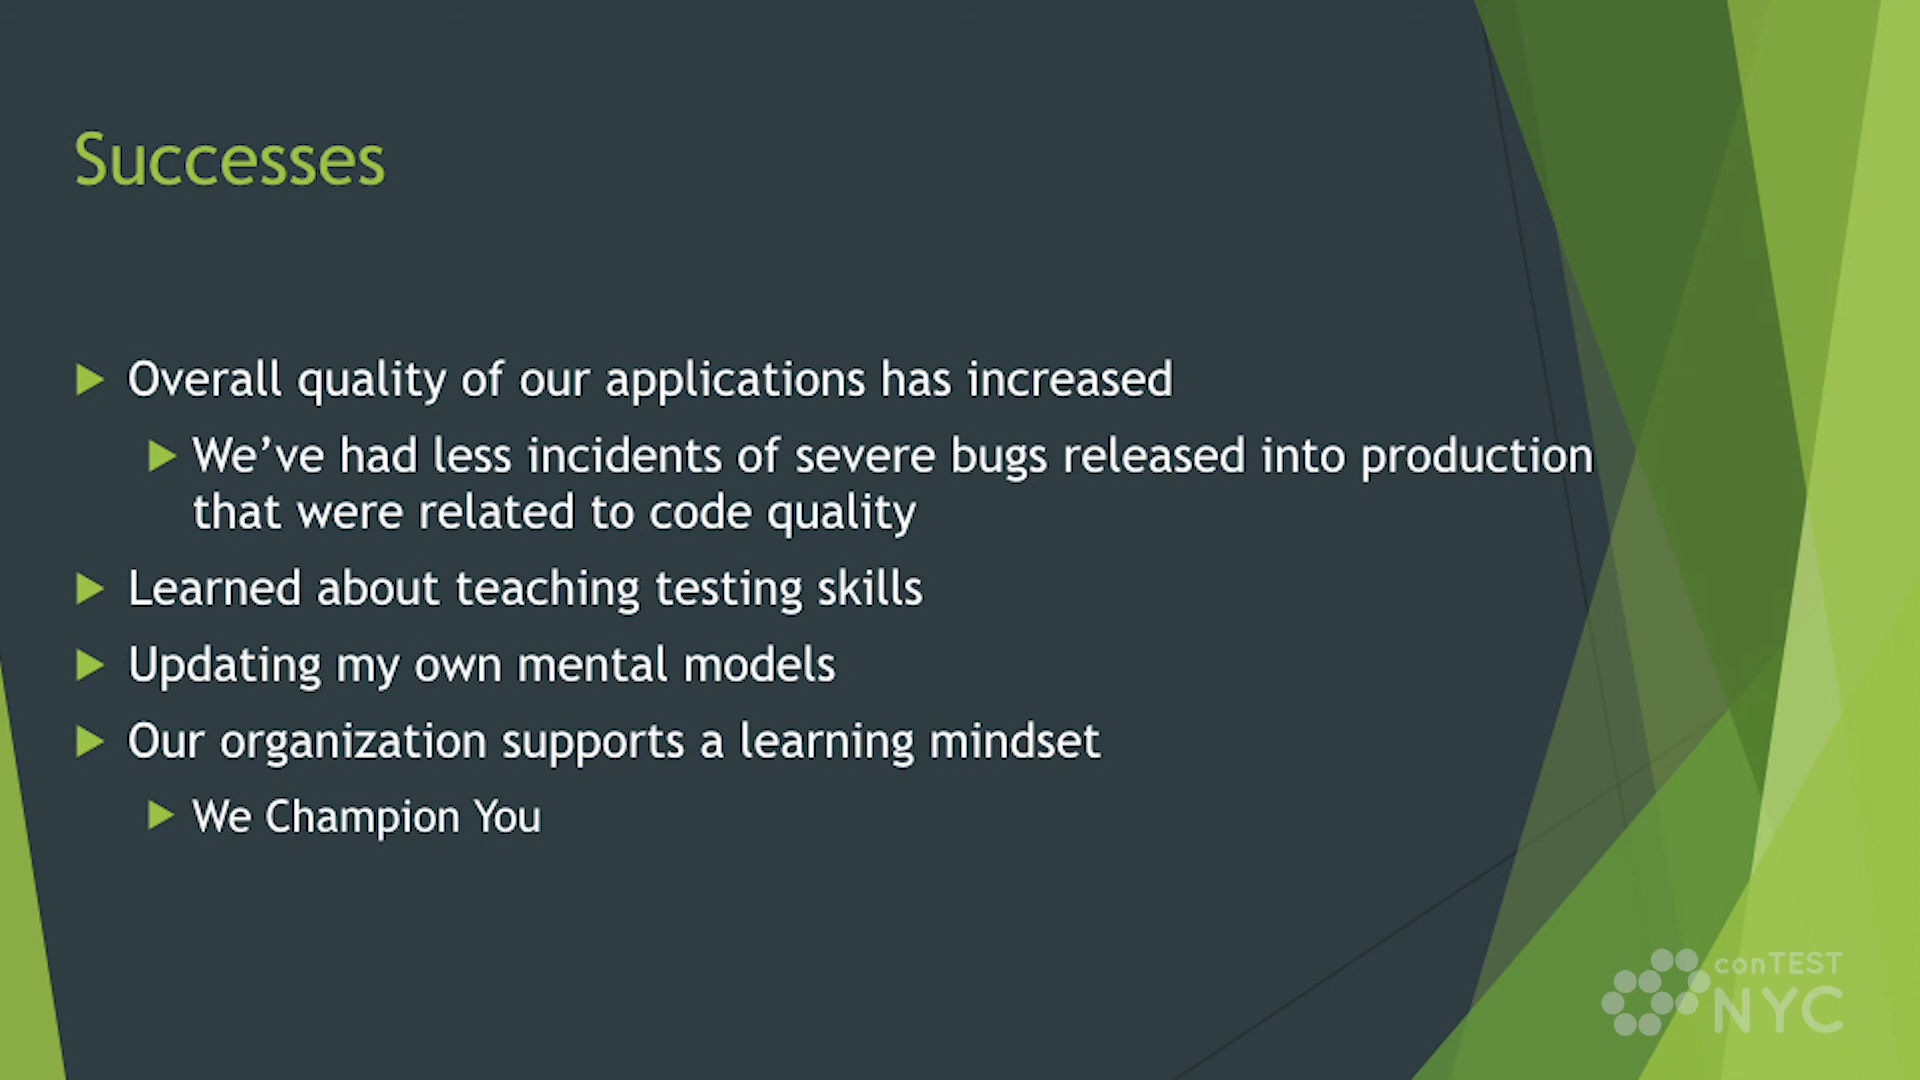 Successes
Overall quality of our applications has increased
We’ve had less incidents of severe bugs released into production
that were related to code quality
Learned about teaching testing skills
Updating my own mental models
Our organization supports a learning mindset
We Champion You
conTEST
NYC